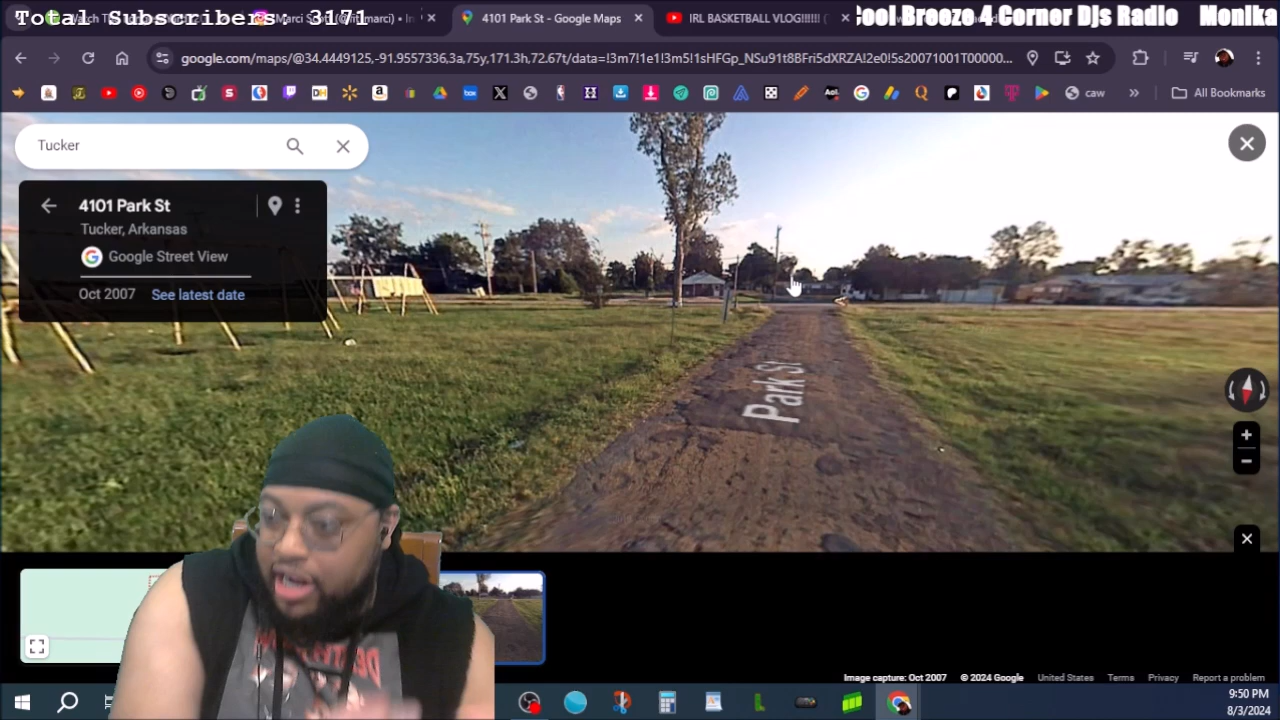 Total Subscribers: 3171
Cool Breeze 4 Corner Djs Radio Monika
4101 Park St - Google Maps
IRL BASKETBALL VLOG!!!!!!
google.com/maps/@34.4449125,-91.9557336,3a,75y,171.3h,72.67t/data=!3m7!1e1!3m5!1sHFGp_NSu91t8BFri5dXRZA!2e0!5s20071001T00000...
caw
All Bookmarks
Tucker
4101 Park St
Tucker, Arkansas
Google Street View
Oct 2007 See latest date
Park St
Image capture: Oct 2007 © 2024 Google United States Terms Privacy Report a problem
9:50 PM
8/3/2024